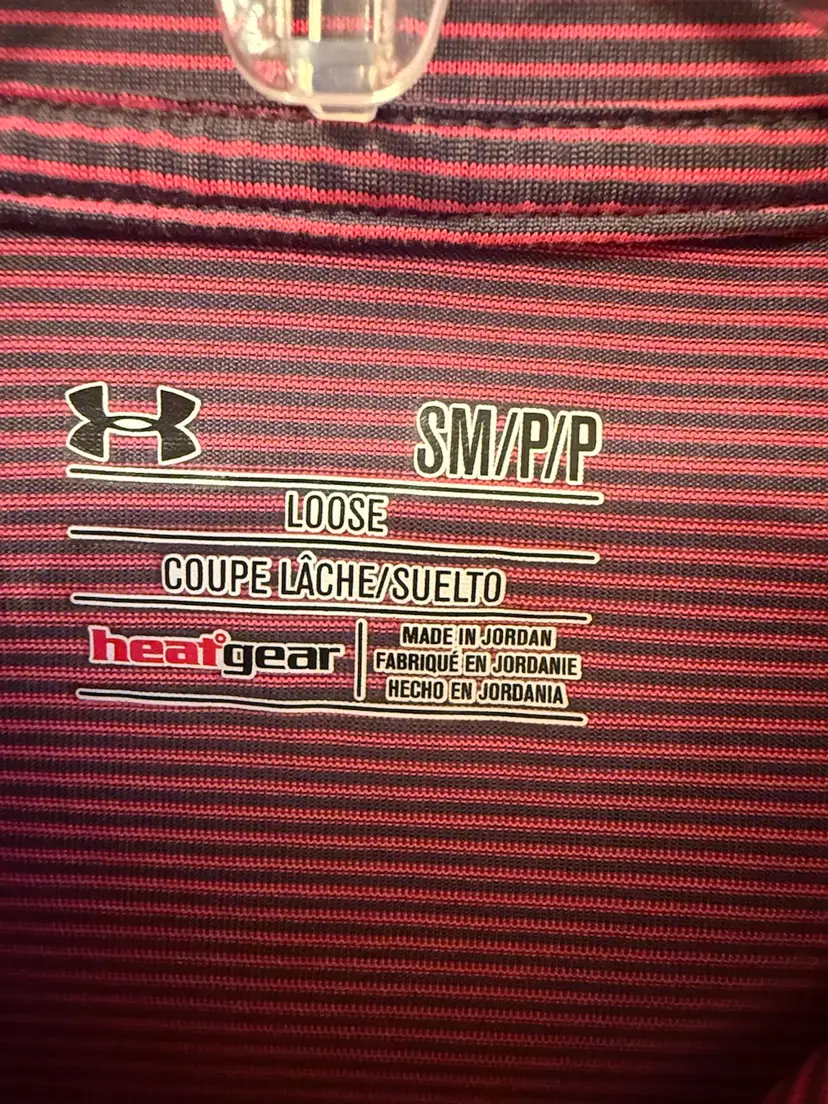 SM/P/P
LOOSE
COUPE LÂCHE/SUELTO
heatgear
MADE IN JORDAN
FABRIQUÉ EN JORDANIE
HECHO EN JORDANIA